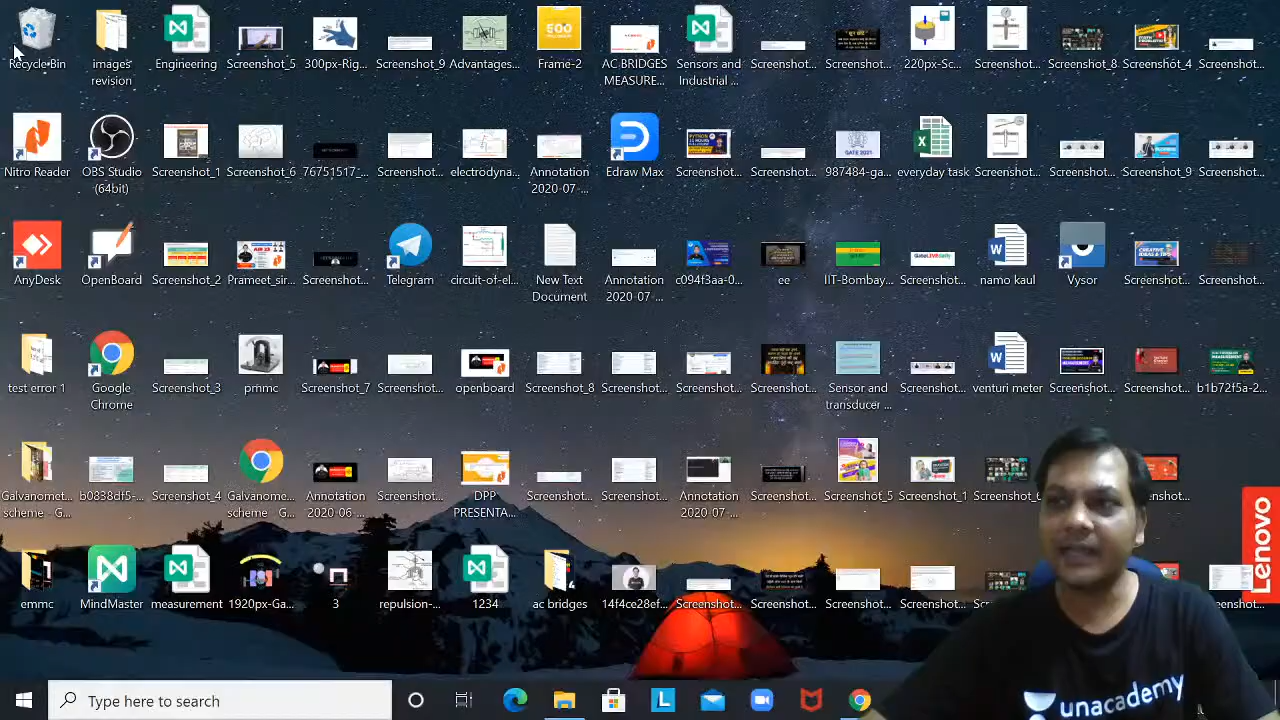 Recycle Bin
images
revision
Engineering
Screenshot_5
300px-Rig...
Screenshot_9
Advantages...
500
Frame-2
AC BRIDGES
MEASURE...
Sensors and
Industrial ...
Screenshot...
Screenshot...
220px-Sc...
Screenshot...
Screenshot_8
Screenshot_4
Screenshot...
Nitro Reader
OBS Studio
(64bit)
Screenshot_1
Screenshot_6
71251517_...
Screenshot...
electrodyna...
Annotation
2020-07-...
Edraw Max
Screenshot...
Screenshot...
GATE 2021
987484-ga...
everyday task
Screenshot...
Screenshot...
Screenshot_9
Screenshot...
AnyDesk
OpenBoard
Screenshot_2
Prameet_sir...
Screenshot...
Telegram
circuit-of-el...
New Text
Document
Annotation
2020-07-...
c094f3aa-0...
ee
IIT-Bombay...
Screenshot...
namo kaul
Vysor
Screenshot...
Screenshot...
test error 1
Google
Chrome
Screenshot_3
pmmc
Screenshot_7
Screenshot...
openboard
Screenshot_8
Screenshot...
Screenshot...
Screenshot...
Sensor and
transducer ...
Screenshot...
venturi meter
Screenshot...
Screenshot...
b1b72f5a-2...
Galvanomet...
scheme - G...
b0838df5-...
Screenshot_4
Galvanome...
scheme - G...
Annotation
2020-06-...
Screenshot...
DPP
PRESENTA...
Screenshot...
Screenshot...
Annotation
2020-07-...
Screenshot...
Screenshot_5
Screenshot_1
Screenshot_6
emmc
MindMaster
measurement
1920px-Ga...
3
repulsion-...
1234
ac bridges
14f4ce28ef...
Screenshot...
Screenshot...
Screenshot...
Screenshot...
Screenshot...
Lenovo
unacademy
Type here to search